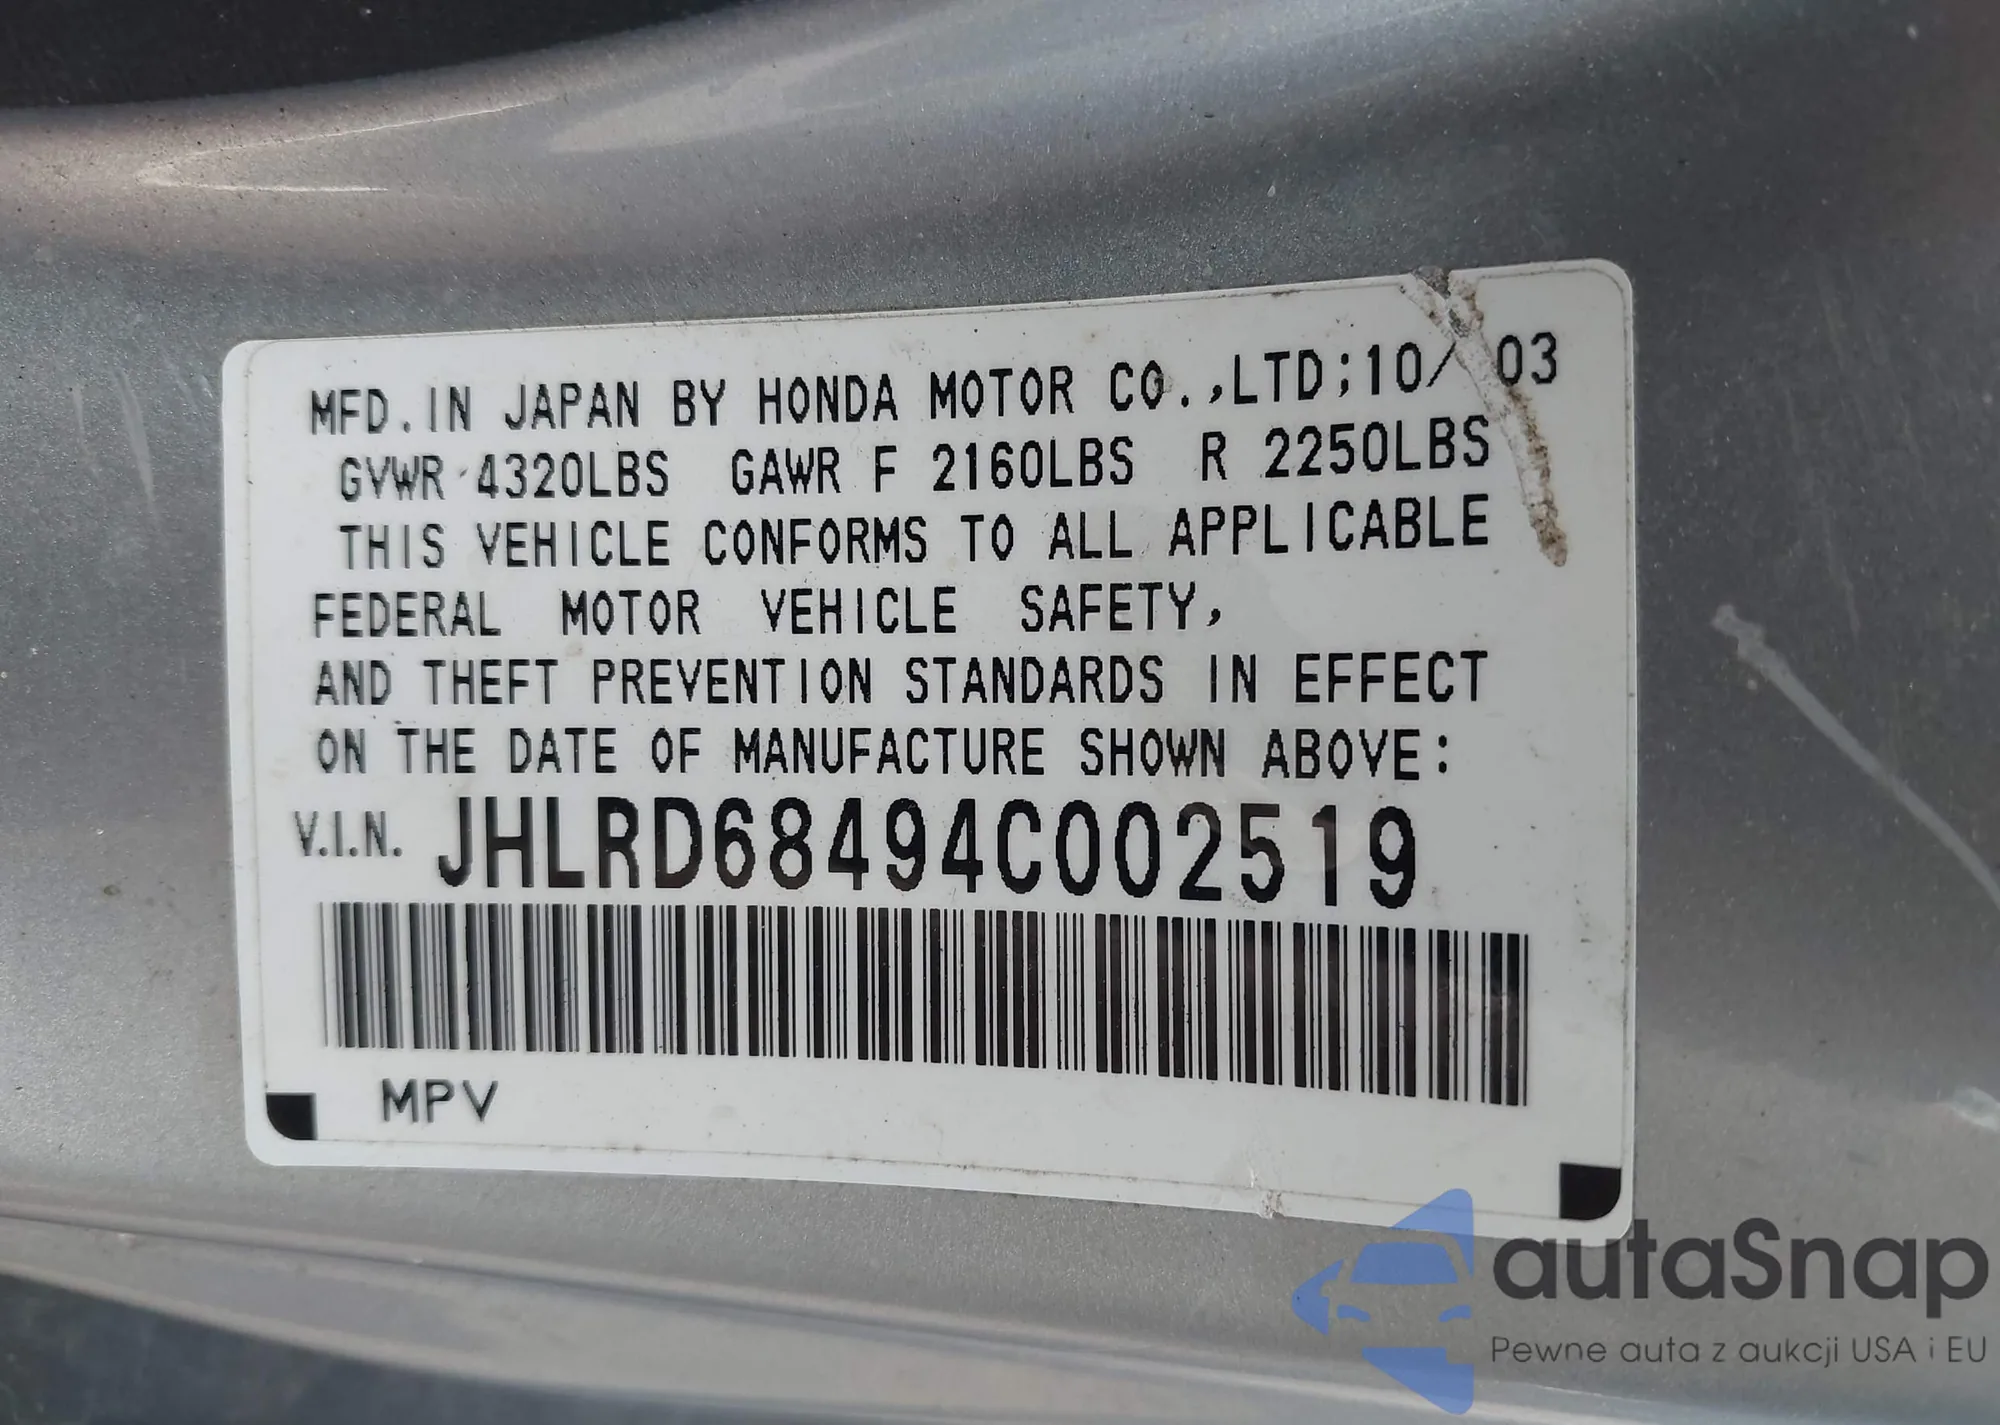 MFD. IN JAPAN BY HONDA MOTOR CO.,LTD;10/ 03
GVWR 4320LBS GAWR F 2160LBS R 2250LBS
THIS VEHICLE CONFORMS TO ALL APPLICABLE
FEDERAL MOTOR VEHICLE SAFETY,
AND THEFT PREVENTION STANDARDS IN EFFECT
ON THE DATE OF MANUFACTURE SHOWN ABOVE:
V.I.N. JHLRD68494C002519
MPV
autaSnap
Pewne auta z aukcji USA i EU